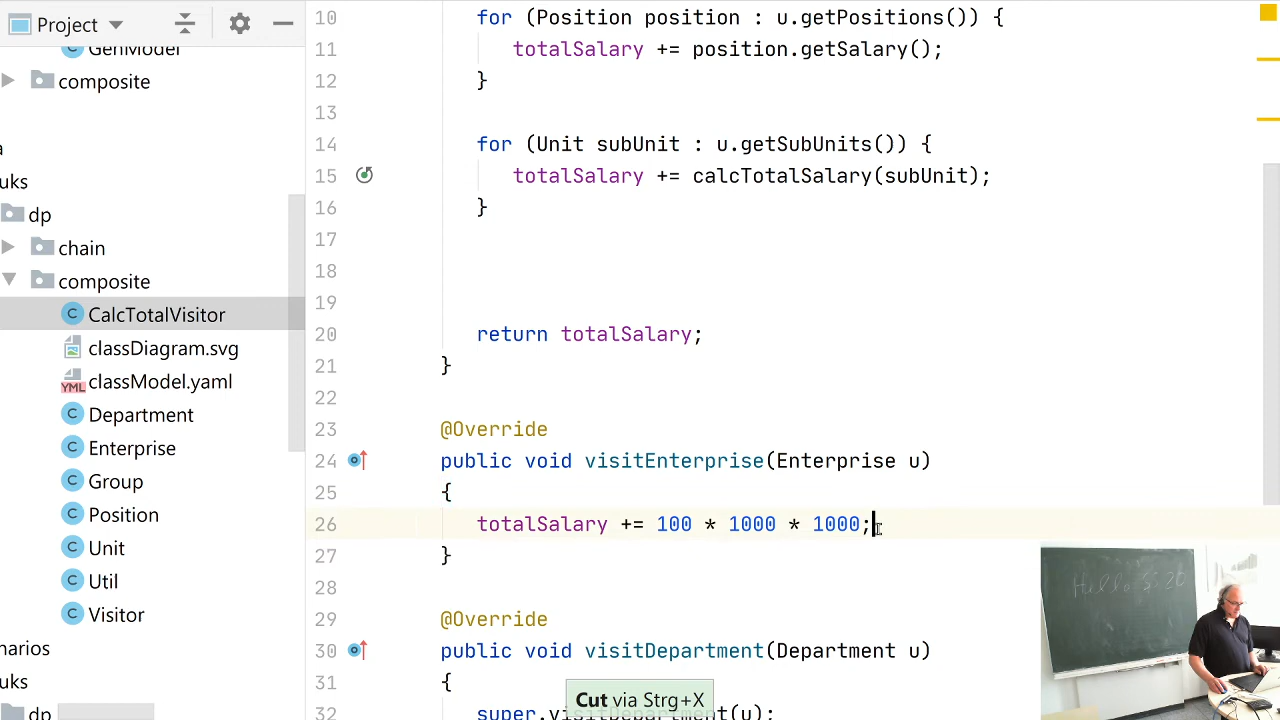 Project
GenModel
composite
a
uks
dp
chain
composite
CalcTotalVisitor
classDiagram.svg
YML classModel.yaml
Department
Enterprise
Group
Position
Unit
Util
Visitor
narios
uks
dp
10 for (Position position : u.getPositions()) {
11 totalSalary += position.getSalary();
12 }
13
14 for (Unit subUnit : u.getSubUnits()) {
15 totalSalary += calcTotalSalary(subUnit);
16 }
17
18
19
20 return totalSalary;
21 }
22
23 @Override
24 public void visitEnterprise(Enterprise u)
25 {
26 totalSalary += 100 * 1000 * 1000;
27 }
28
29 @Override
30 public void visitDepartment(Department u)
31 {
32 super.visitDepartment(u);
Cut via Strg+X
Hello